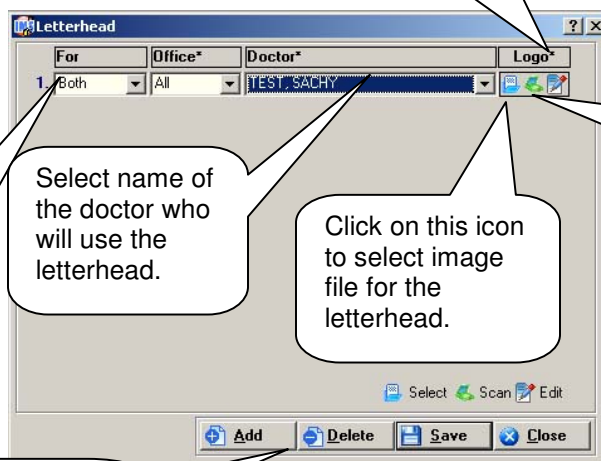 Letterhead
For Office* Doctor* Logo*
1. Both All TEST, SACHY
Select name of
the doctor who
will use the
letterhead.
Click on this icon
to select image
file for the
letterhead.
Select Scan Edit
Add Delete Save Close